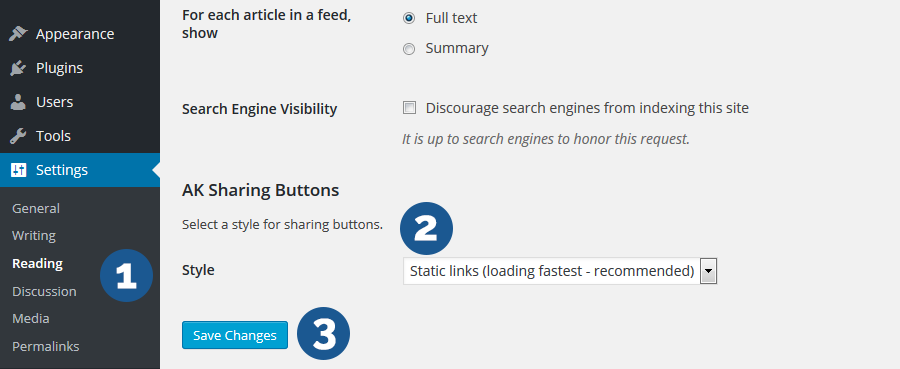 Appearance
Plugins
Users
Tools
Settings
General
Writing
Reading
1
Discussion
Media
Permalinks
For each article in a feed,
show
Full text
Summary
Search Engine Visibility
Discourage search engines from indexing this site
It is up to search engines to honor this request.
AK Sharing Buttons
Select a style for sharing buttons.
2
Style
Static links (loading fastest - recommended)
Save Changes
3